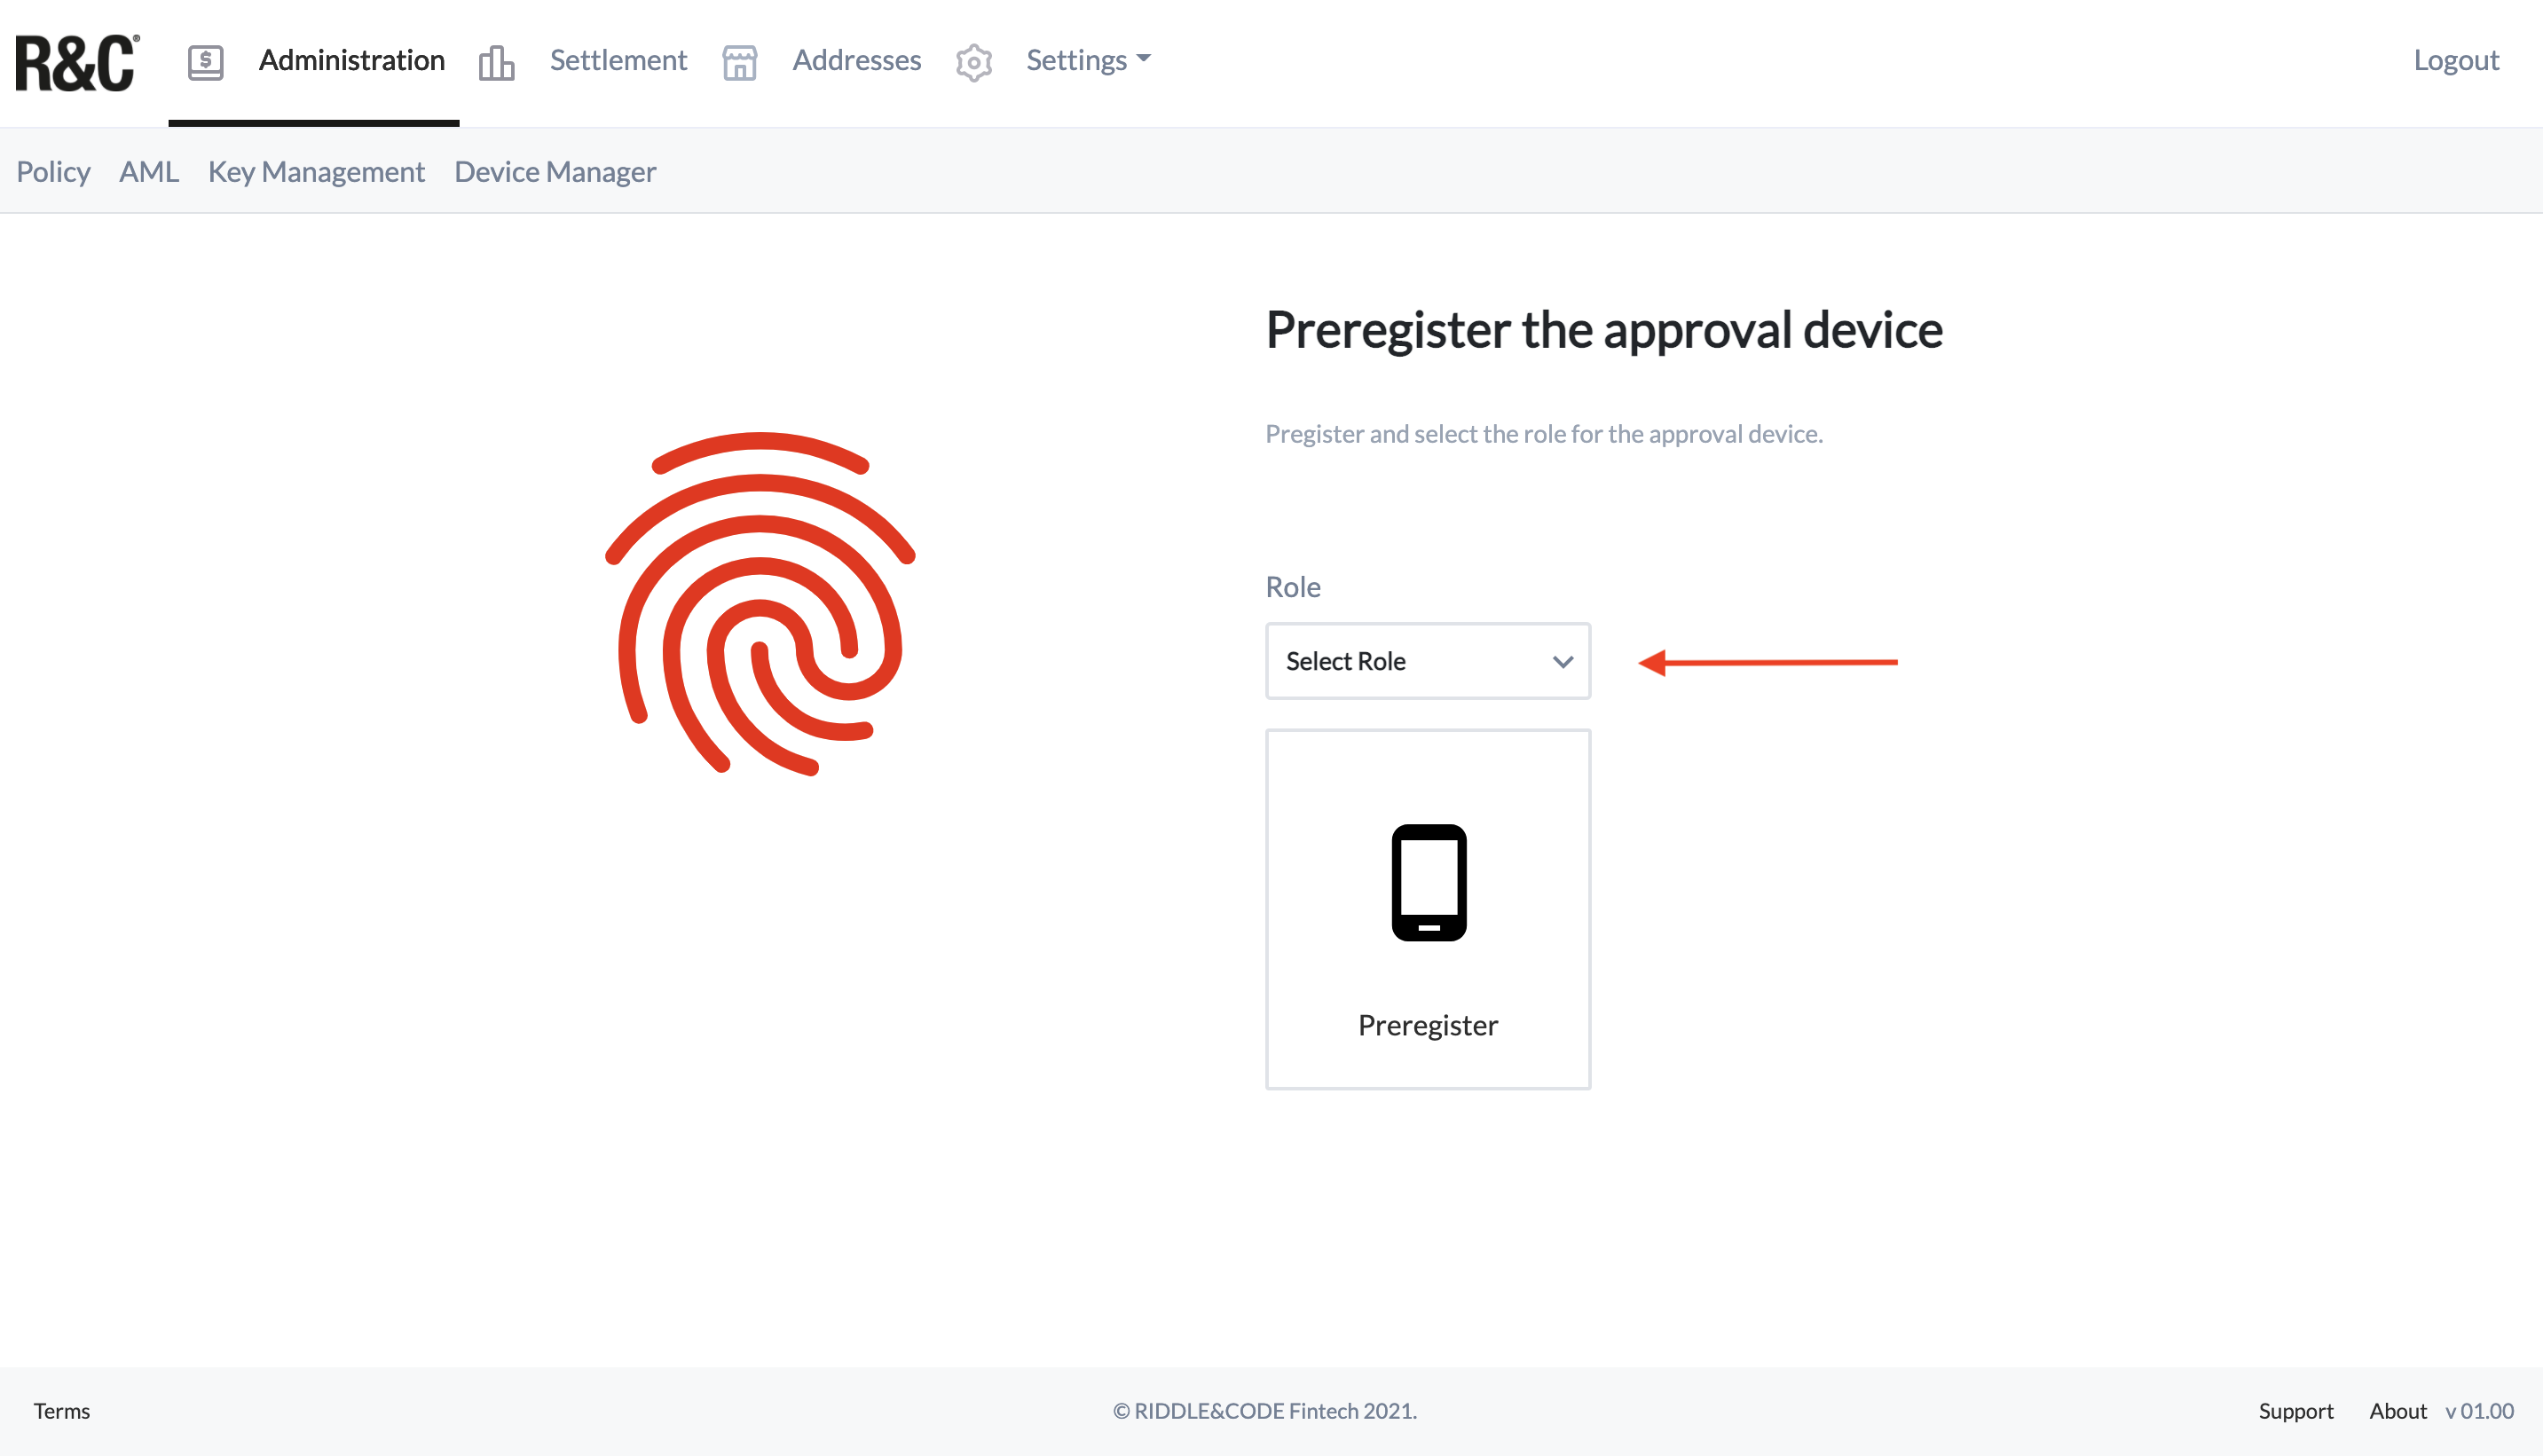 R&C®
Administration
Settlement
Addresses
Settings
Logout
Policy
AML
Key Management
Device Manager
Preregister the approval device
Pregister and select the role for the approval device.
Role
Select Role
Preregister
Terms
© RIDDLE&CODE Fintech 2021.
Support
About
v 01.00